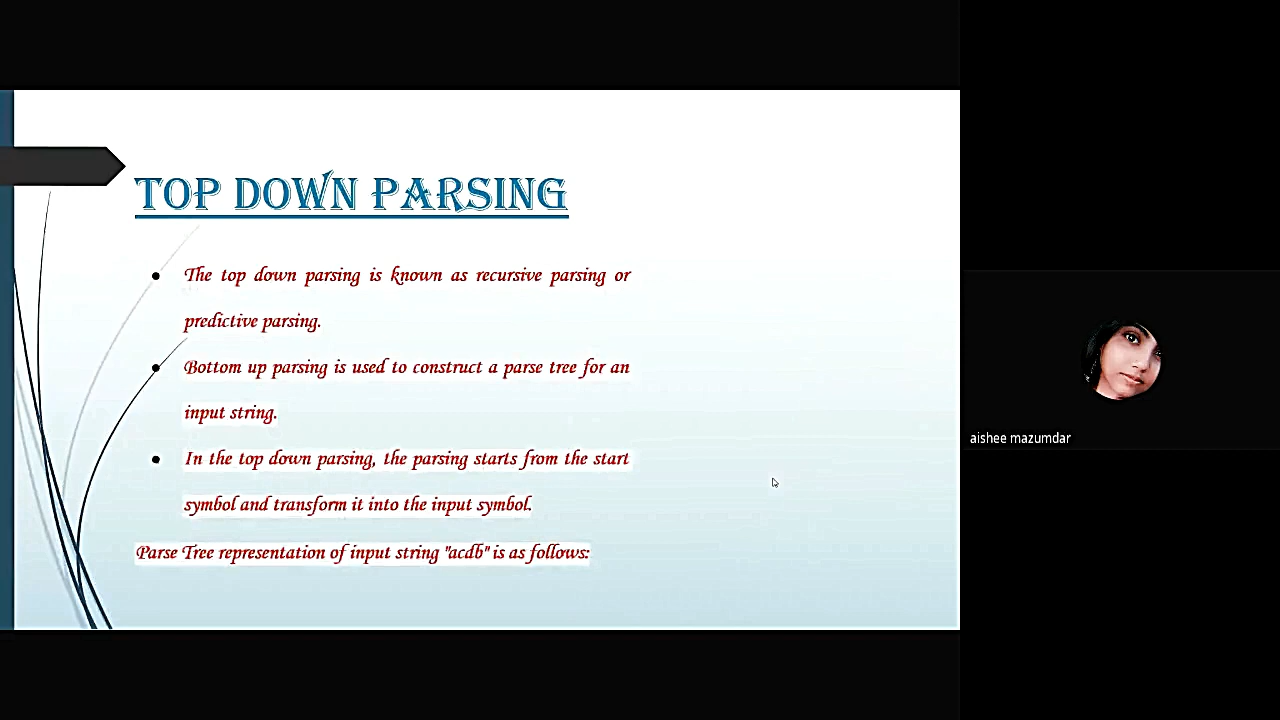 TOP DOWN PARSING
• The top down parsing is known as recursive parsing or
predictive parsing.
• Bottom up parsing is used to construct a parse tree for an
input string.
• In the top down parsing, the parsing starts from the start
symbol and transform it into the input symbol.
Parse Tree representation of input string "acdb" is as follows:
aishee mazumdar